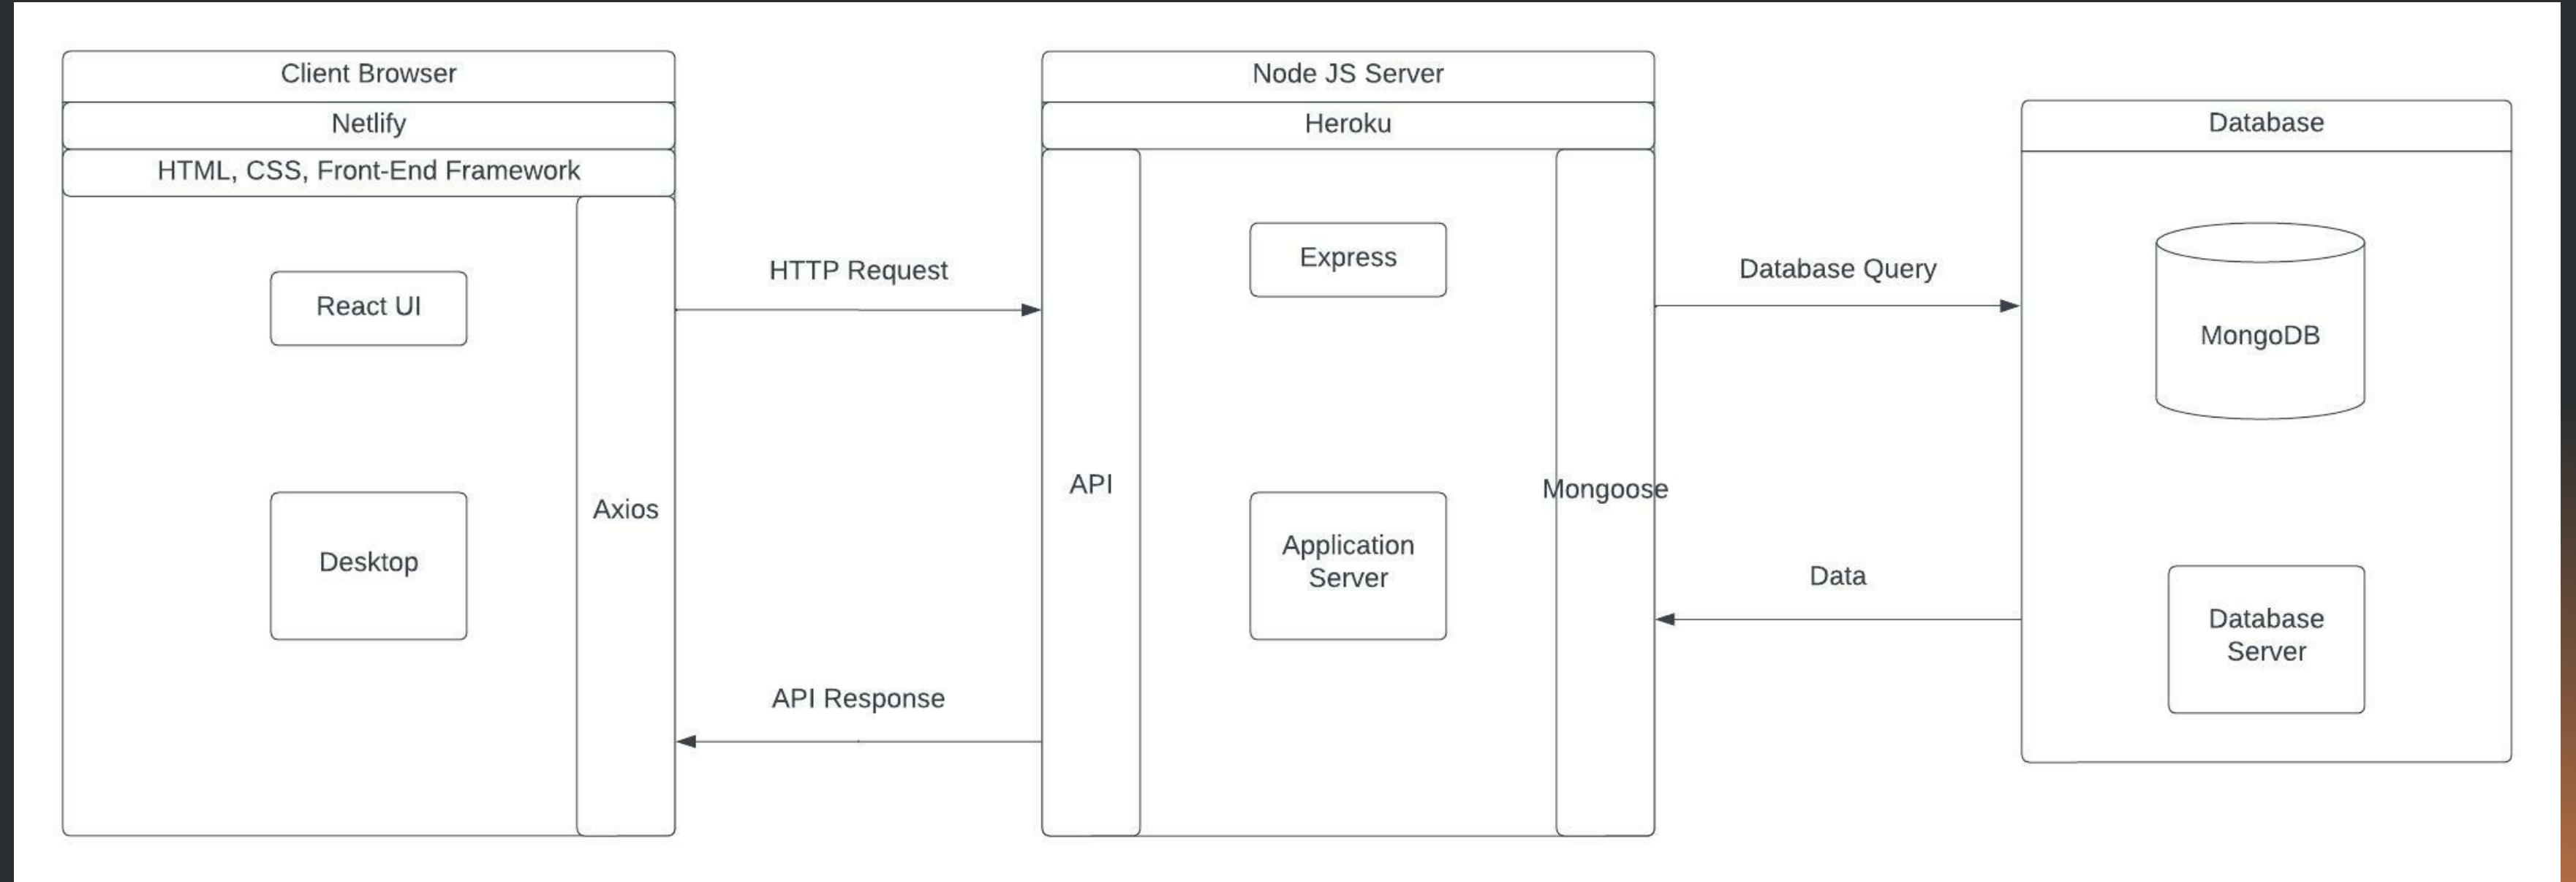 Client Browser
Netlify
HTML, CSS, Front-End Framework
React UI
Desktop
Axios
HTTP Request
API Response
Node JS Server
Heroku
API
Express
Application
Server
Mongoose
Database Query
Data
Database
MongoDB
Database
Server